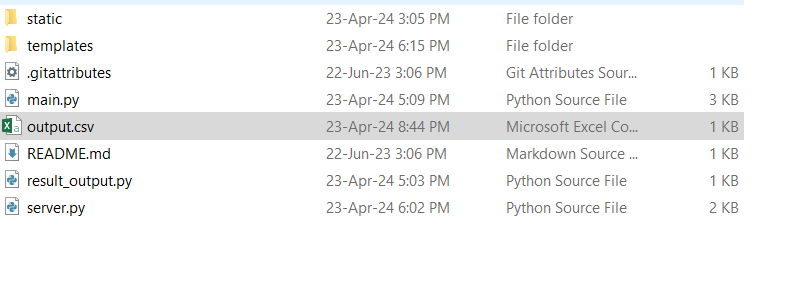 static 23-Apr-24 3:05 PM File folder
templates 23-Apr-24 6:15 PM File folder
.gitattributes 22-Jun-23 3:06 PM Git Attributes Sour... 1 KB
main.py 23-Apr-24 5:09 PM Python Source File 3 KB
output.csv 23-Apr-24 8:44 PM Microsoft Excel Co... 1 KB
README.md 22-Jun-23 3:06 PM Markdown Source ... 1 KB
result_output.py 23-Apr-24 5:03 PM Python Source File 1 KB
server.py 23-Apr-24 6:02 PM Python Source File 2 KB